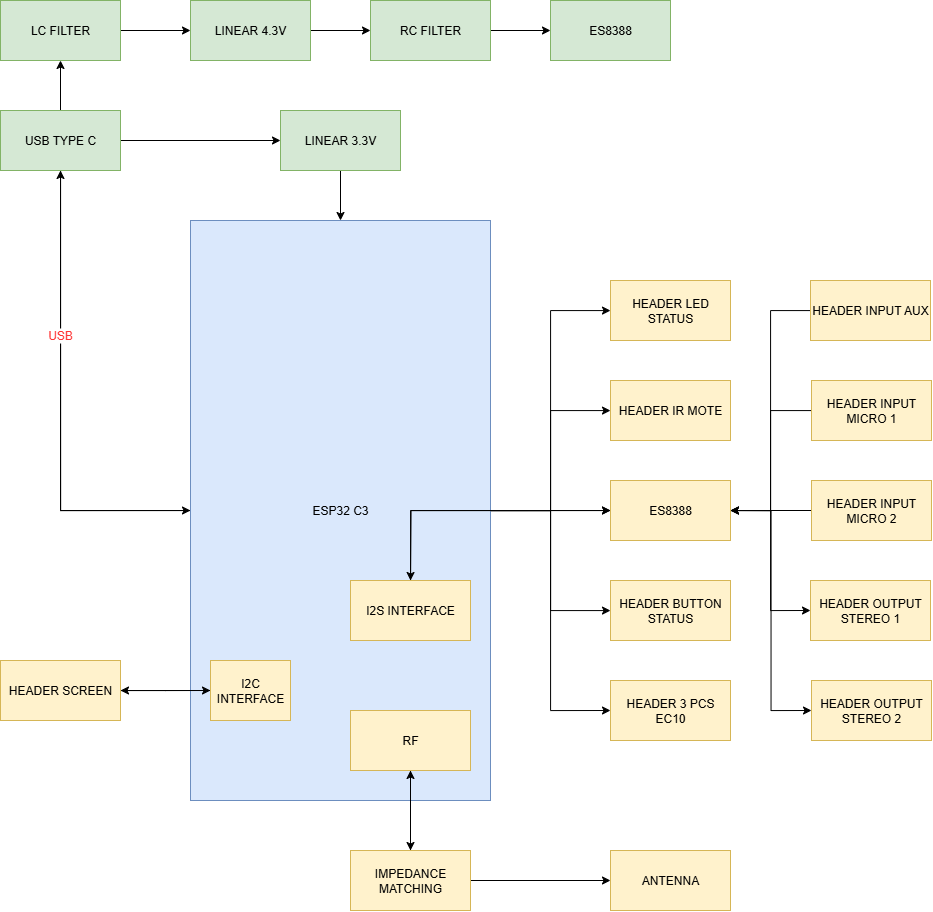 LC FILTER
LINEAR 4.3V
RC FILTER
ES8388
USB TYPE C
LINEAR 3.3V
USB
ESP32 C3
HEADER LED
STATUS
HEADER INPUT AUX
HEADER IR MOTE
HEADER INPUT
MICRO 1
ES8388
HEADER INPUT
MICRO 2
I2S INTERFACE
HEADER BUTTON
STATUS
HEADER OUTPUT
STEREO 1
HEADER SCREEN
I2C
INTERFACE
HEADER 3 PCS
EC10
HEADER OUTPUT
STEREO 2
RF
IMPEDANCE
MATCHING
ANTENNA